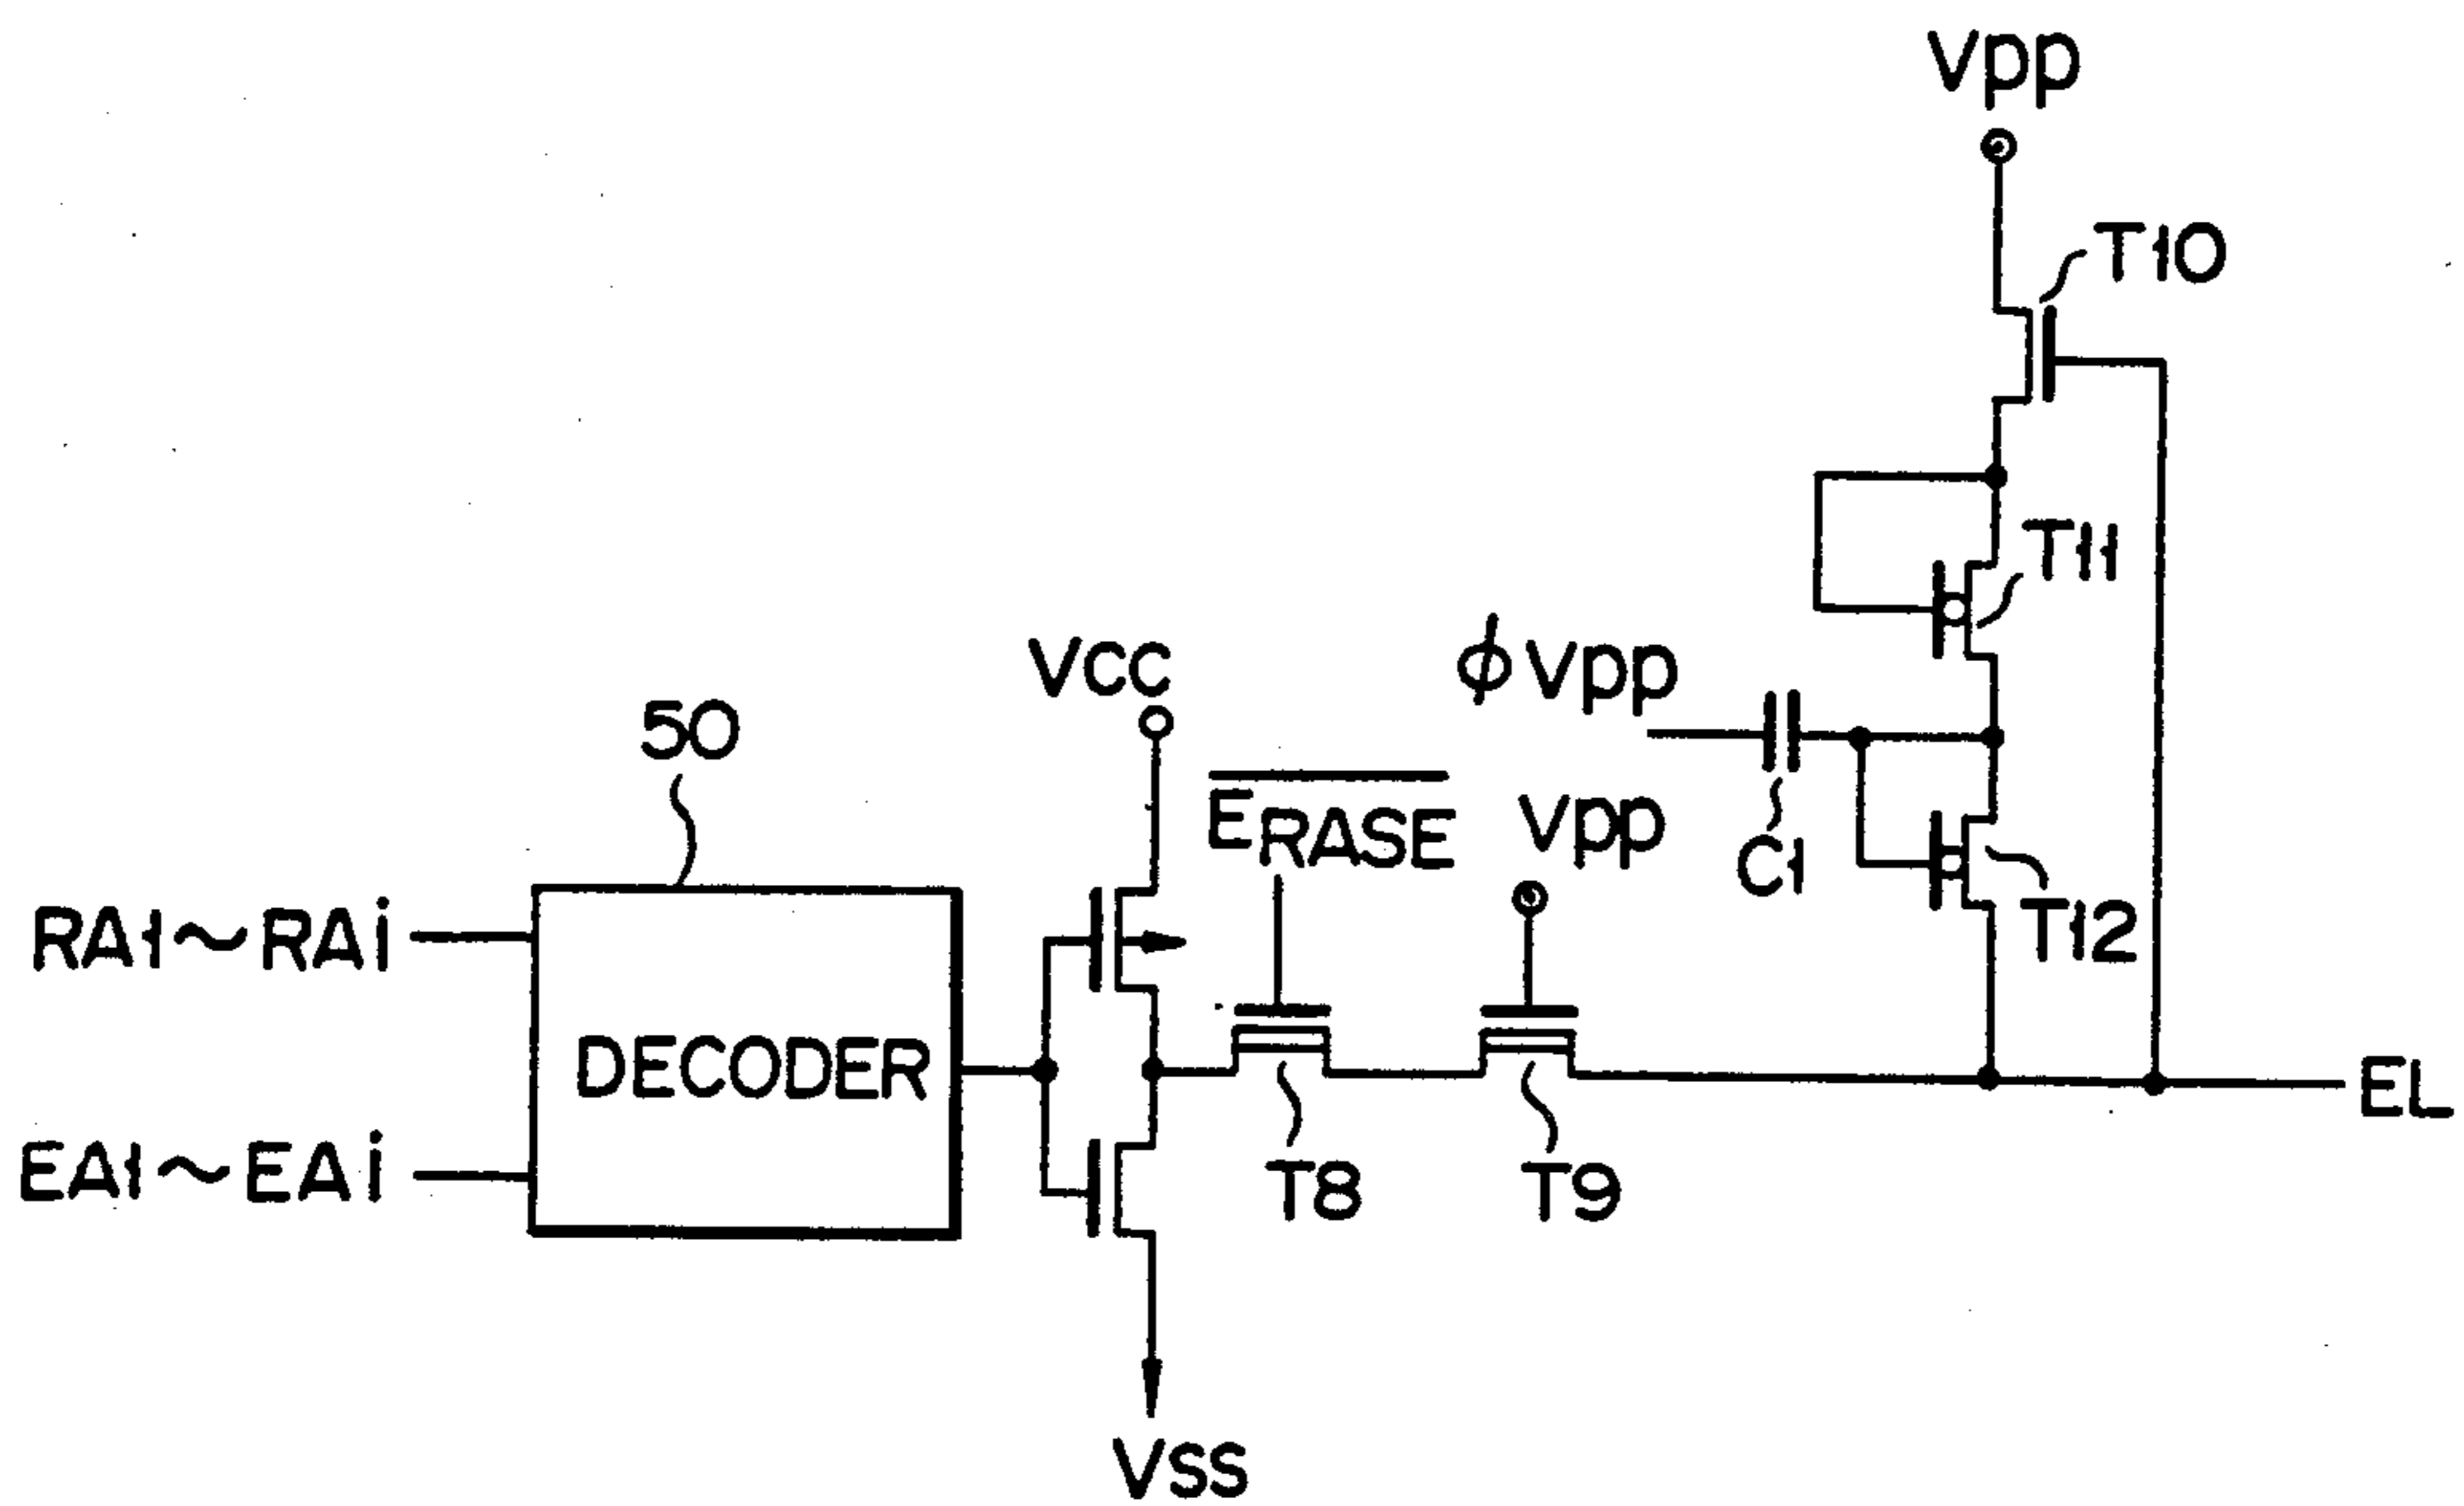 Vpp
T10
T11
φVpp
VCC
50
ERASE
Vpp
C1
RA1~RAi
T12
DECODER
EL
EA1~EAi
T8
T9
VSS